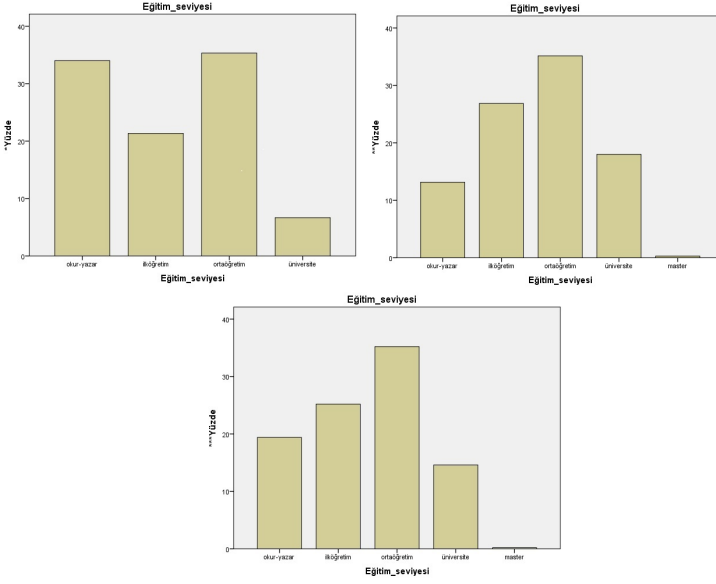 Eğitim_seviyesi
40
30
20
10
0
*Yüzde
okur-yazar ilköğretim ortaöğretim üniversite
Eğitim_seviyesi
Eğitim_seviyesi
40
30
20
10
0
**Yüzde
okur-yazar ilköğretim ortaöğretim üniversite master
Eğitim_seviyesi
Eğitim_seviyesi
40
30
20
10
0
***Yüzde
okur-yazar ilköğretim ortaöğretim üniversite master
Eğitim_seviyesi